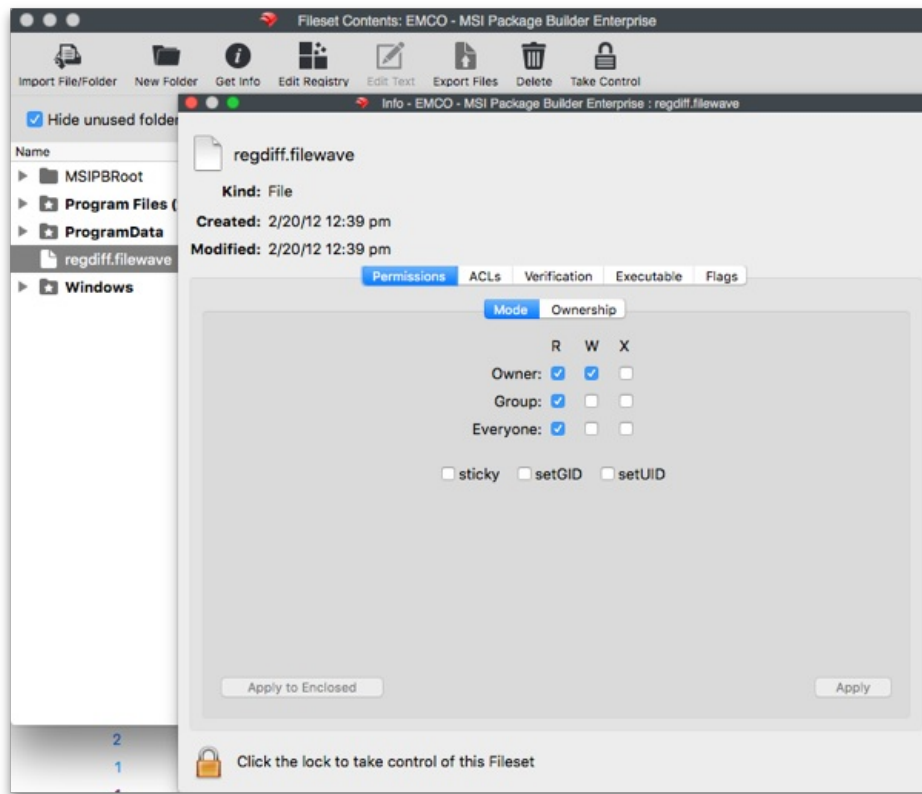 Fileset Contents: EMCO - MSI Package Builder Enterprise
Import File/Folder New Folder Get Info Edit Registry Edit Text Export Files Delete Take Control
Info - EMCO - MSI Package Builder Enterprise : regdiff.filewave
Hide unused folder
Name
MSIPBRoot
Program Files (
ProgramData
regdiff.filewave
Windows
regdiff.filewave
Kind: File
Created: 2/20/12 12:39 pm
Modified: 2/20/12 12:39 pm
Permissions ACLs Verification Executable Flags
Mode Ownership
R W X
Owner:
Group:
Everyone:
sticky setGID setUID
Apply to Enclosed Apply
Click the lock to take control of this Fileset
2
1